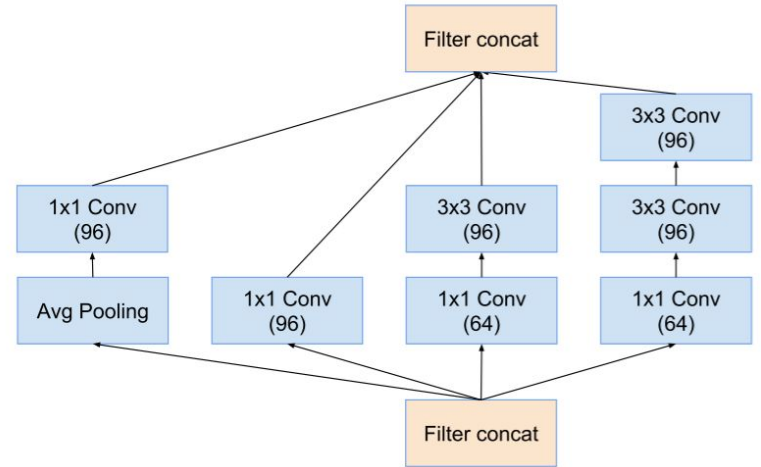 Filter concat
3x3 Conv
(96)
1x1 Conv
(96)
3x3 Conv
(96)
3x3 Conv
(96)
Avg Pooling
1x1 Conv
(96)
1x1 Conv
(64)
1x1 Conv
(64)
Filter concat